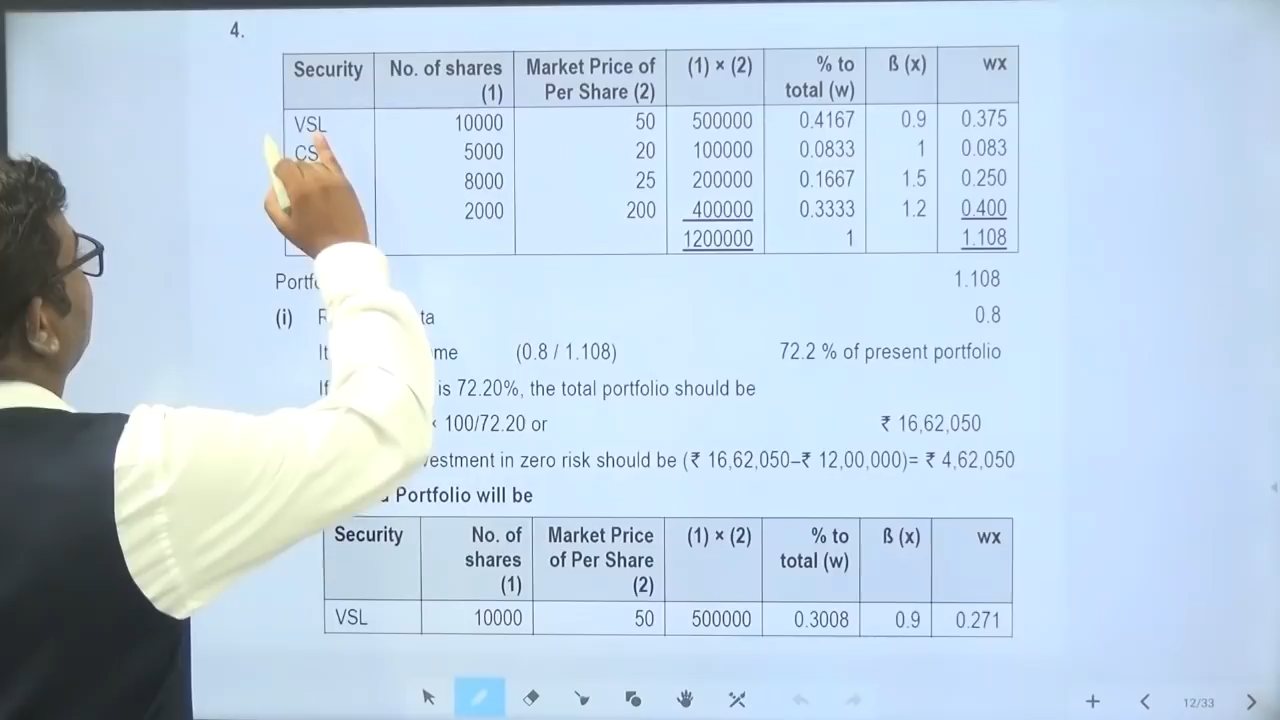 4.
Security No. of shares (1) Market Price of Per Share (2) (1) × (2) % to total (w) ß (x) wx
VSL 10000 50 500000 0.4167 0.9 0.375
CS 5000 20 100000 0.0833 1 0.083
8000 25 200000 0.1667 1.5 0.250
2000 200 400000 0.3333 1.2 0.400
1200000 1 1.108
Portfo 1.108
(i) R ta 0.8
It me (0.8 / 1.108) 72.2 % of present portfolio
If is 72.20%, the total portfolio should be
100/72.20 or ₹ 16,62,050
vestment in zero risk should be (₹ 16,62,050–₹ 12,00,000)= ₹ 4,62,050
Portfolio will be
Security No. of shares (1) Market Price of Per Share (2) (1) × (2) % to total (w) ß (x) wx
VSL 10000 50 500000 0.3008 0.9 0.271
12/33